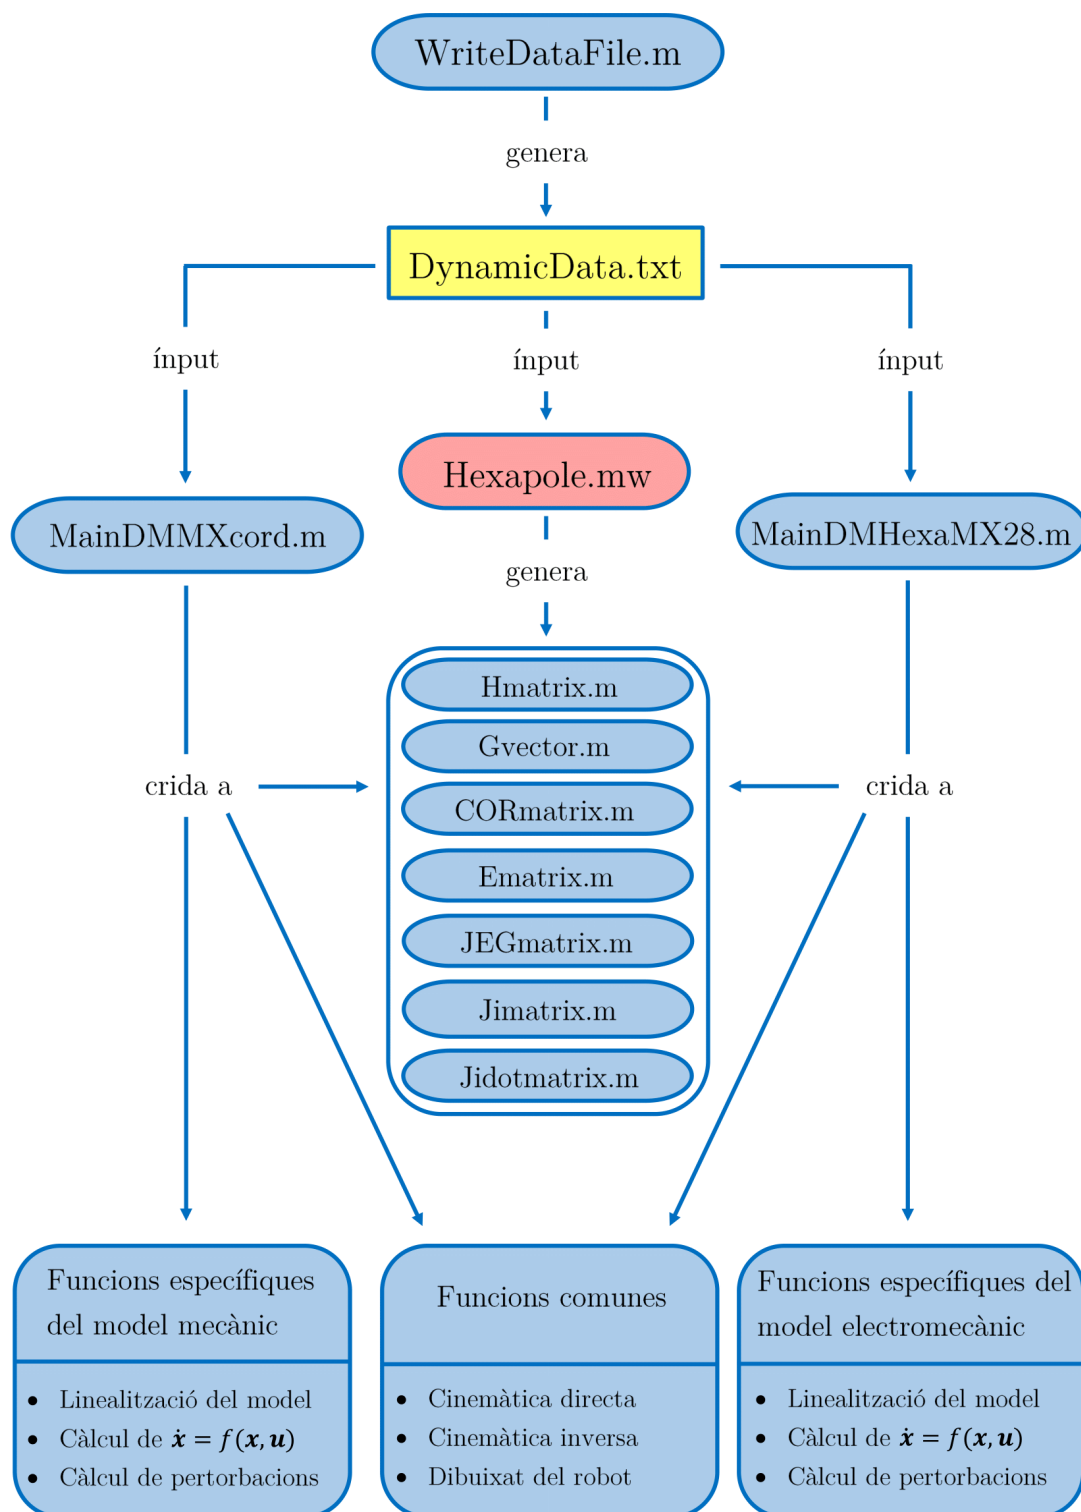 WriteDataFile.m
genera
DynamicData.txt
ínput
ínput
ínput
Hexapole.mw
MainDMMXcord.m
MainDMHexaMX28.m
genera
Hmatrix.m
Gvector.m
crida a
crida a
CORmatrix.m
Ematrix.m
JEGmatrix.m
Jimatrix.m
Jidotmatrix.m
Funcions específiques
del model mecànic
• Linealització del model
• Càlcul de ẋ = f(x, u)
• Càlcul de pertorbacions
Funcions comunes
• Cinemàtica directa
• Cinemàtica inversa
• Dibuixat del robot
Funcions específiques del
model electromecànic
• Linealització del model
• Càlcul de ẋ = f(x, u)
• Càlcul de pertorbacions